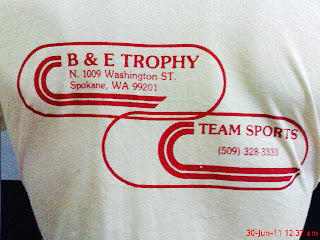 B & E TROPHY
N. 1009 Washington ST.
Spokane, WA 99201
TEAM SPORTS
(509) 328-3333
30-Jun-11 12:37 am